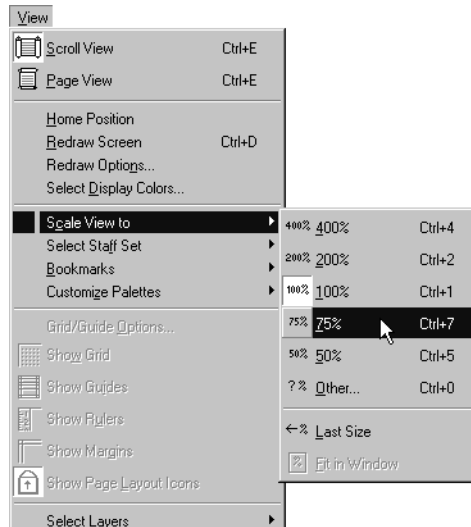 View
Scroll View Ctrl+E
Page View Ctrl+E
Home Position
Redraw Screen Ctrl+D
Redraw Options...
Select Display Colors...
Scale View to
Select Staff Set
Bookmarks
Customize Palettes
Grid/Guide Options...
Show Grid
Show Guides
Show Rulers
Show Margins
Show Page Layout Icons
Select Layers
400% 400% Ctrl+4
200% 200% Ctrl+2
100% 100% Ctrl+1
75% 75% Ctrl+7
50% 50% Ctrl+5
?% Other... Ctrl+0
←% Last Size
% Fit in Window